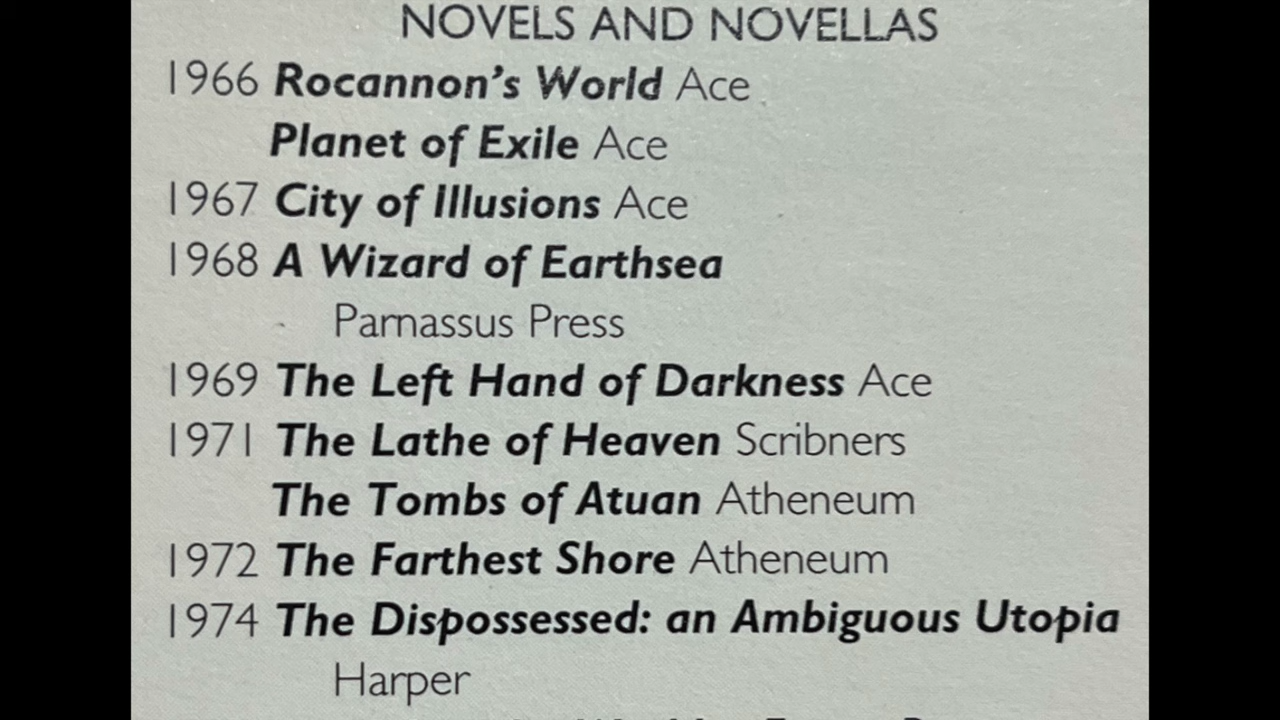 NOVELS AND NOVELLAS
1966 Rocannon's World Ace
Planet of Exile Ace
1967 City of Illusions Ace
1968 A Wizard of Earthsea
Parnassus Press
1969 The Left Hand of Darkness Ace
1971 The Lathe of Heaven Scribners
The Tombs of Atuan Atheneum
1972 The Farthest Shore Atheneum
1974 The Dispossessed: an Ambiguous Utopia
Harper